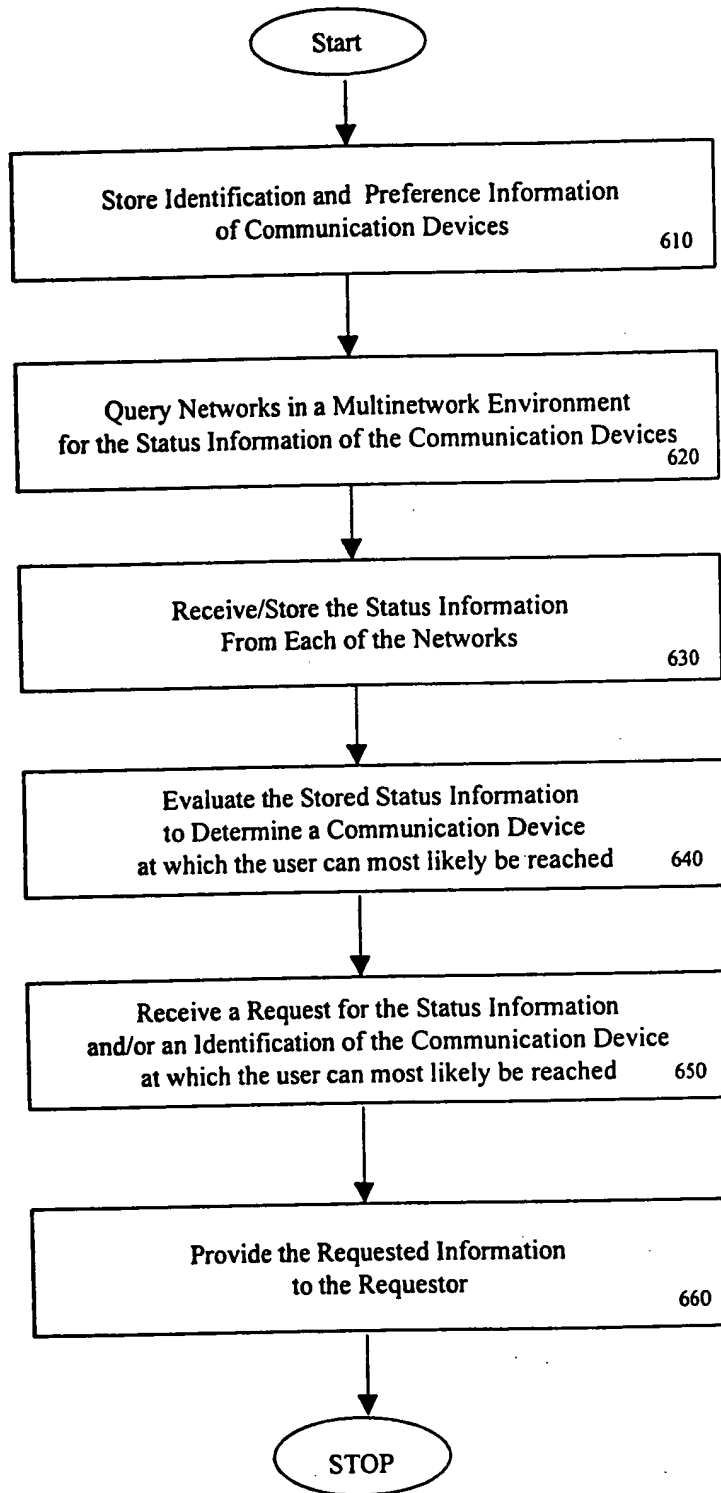 Start
Store Identification and Preference Information
of Communication Devices
610
Query Networks in a Multinetwork Environment
for the Status Information of the Communication Devices
620
Receive/Store the Status Information
From Each of the Networks
630
Evaluate the Stored Status Information
to Determine a Communication Device
at which the user can most likely be reached 640
Receive a Request for the Status Information
and/or an Identification of the Communication Device
at which the user can most likely be reached 650
Provide the Requested Information
to the Requestor
660
STOP